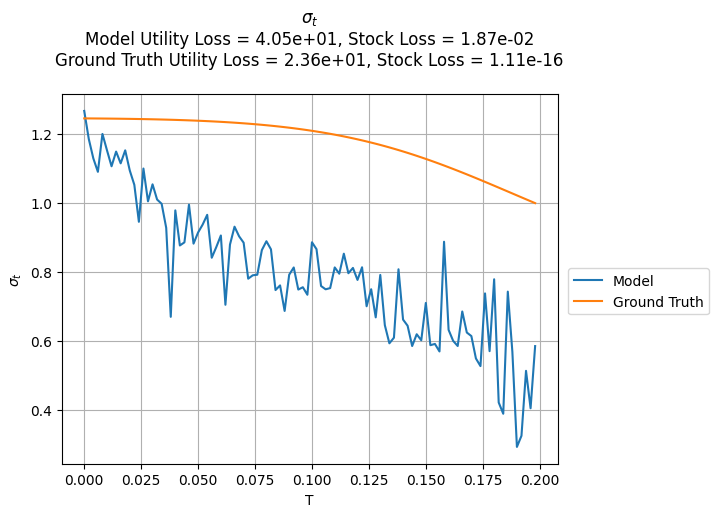 σt
Model Utility Loss = 4.05e+01, Stock Loss = 1.87e-02
Ground Truth Utility Loss = 2.36e+01, Stock Loss = 1.11e-16
1.2
1.0
0.8
0.6
0.4
σt
0.000 0.025 0.050 0.075 0.100 0.125 0.150 0.175 0.200
T
Model
Ground Truth